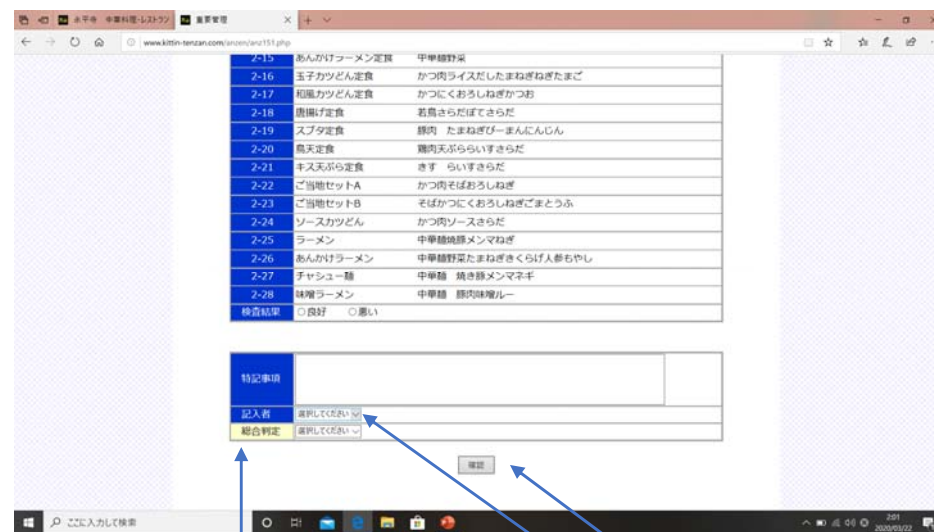 永平寺 中華料理-レストラン
重要管理
www.kittin-tenzan.com/anzen/anz151.php
2-15 あんかけラーメン定食 中華麺野菜
2-16 玉子カツどん定食 かつ肉ライスだしたまねぎねぎたまご
2-17 和風カツどん定食 かつにくおろしねぎかつお
2-18 唐揚げ定食 若鳥さらだぽてさらだ
2-19 スブタ定食 豚肉 たまねぎぴーまんにんじん
2-20 鳥天定食 鶏肉天ぷららいすさらだ
2-21 キス天ぷら定食 きす らいすさらだ
2-22 ご当地セットA かつ肉そばおろしねぎ
2-23 ご当地セットB そばかつにくおろしねぎごまとうふ
2-24 ソースカツどん かつ肉ソースさらだ
2-25 ラーメン 中華麺焼豚メンマねぎ
2-26 あんかけラーメン 中華麺野菜たまねぎきくらげ人参もやし
2-27 チャシュー麺 中華麺 焼き豚メンマネギ
2-28 味噌ラーメン 中華麺 豚肉味噌ルー
検査結果 ○良好 ○悪い
特記事項
記入者 選択してください
総合判定 選択してください
確認
ここに入力して検索
2:01
2020/03/22